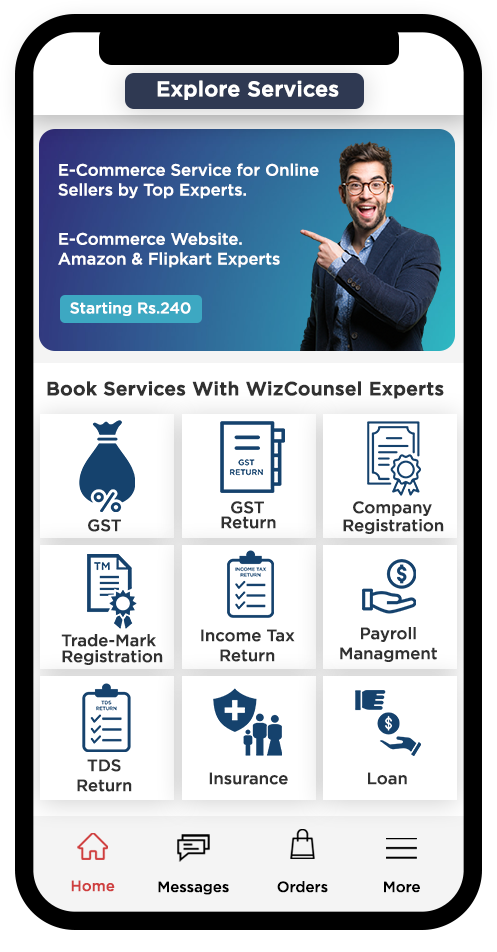 Explore Services
E-Commerce Service for Online
Sellers by Top Experts.
E-Commerce Website.
Amazon & Flipkart Experts
Starting Rs.240
Book Services With WizCounsel Experts
%
GST
GST
RETURN
GST
Return
Company
Registration
TM
Trade-Mark
Registration
INCOME TAX
RETURN
Income Tax
Return
$
Payroll
Managment
TDS
RETURN
TDS
Return
Insurance
$
Loan
Home
Messages
Orders
More